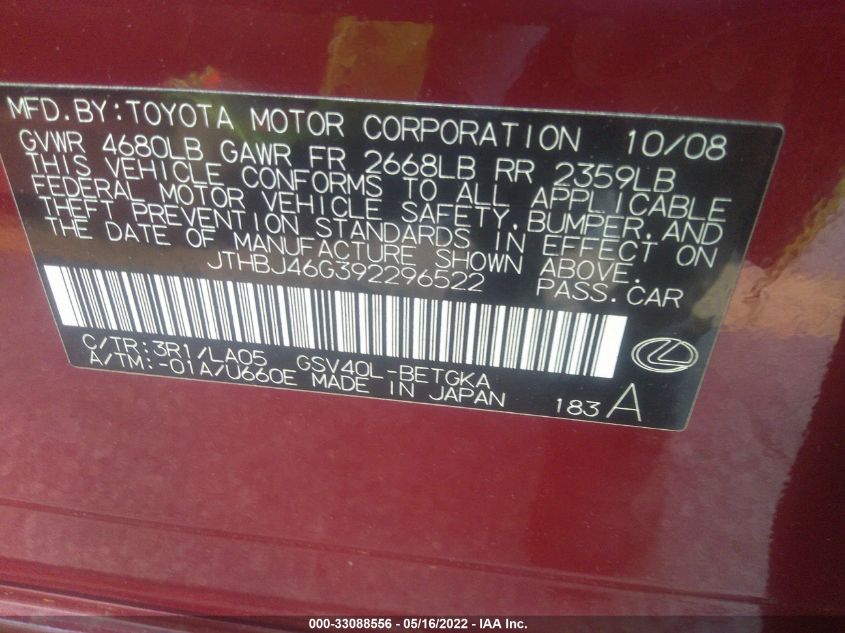 MFD.BY:TOYOTA MOTOR CORPORATION 10/08
GVWR 4680LB GAWR FR 2668LB RR 2359LB
THIS VEHICLE CONFORMS TO ALL APPLICABLE
FEDERAL MOTOR VEHICLE SAFETY,BUMPER,AND
THEFT PREVENTION STANDARDS IN EFFECT ON
THE DATE OF MANUFACTURE SHOWN ABOVE.
JTHBJ46G392296522 PASS.CAR
C/TR:3R1/LA05 GSV40L-BETGKA
A/TM:-01A/U660E MADE IN JAPAN 183 A
000-33088556 - 05/16/2022 - IAA Inc.